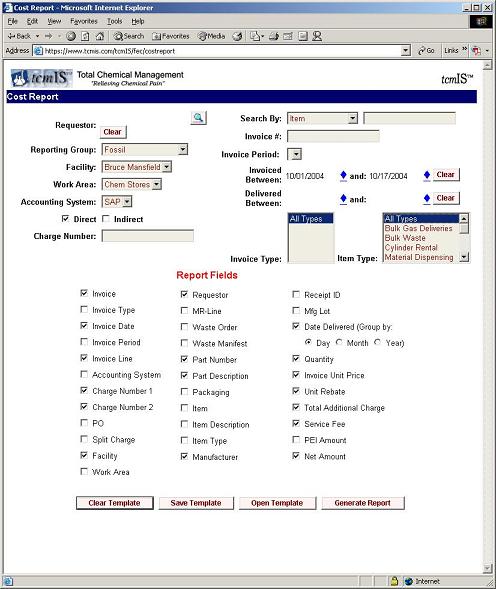 Cost Report - Microsoft Internet Explorer
File Edit View Favorites Tools Help
Back Search Favorites Media
Address https://www.tcmis.com/tcmIS/fec/costreport Go Links »
tcmIS™ Total Chemical Management tcmIS™
"Relieving Chemical Pain"
Cost Report
Requestor: Clear
Search By: Item
Invoice #:
Reporting Group: Fossil
Invoice Period:
Facility: Bruce Mansfield
Invoiced Between: 10/01/2004 and: 10/17/2004 Clear
Work Area: Chem Stores
Delivered Between: and: Clear
Accounting System: SAP
Direct Indirect
Charge Number:
Invoice Type: All Types
Item Type: All Types
Bulk Gas Deliveries
Bulk Waste
Cylinder Rental
Material Dispensing
Report Fields
Invoice Requestor Receipt ID
Invoice Type MR-Line Mfg Lot
Invoice Date Waste Order Date Delivered (Group by:
Invoice Period Waste Manifest Day Month Year)
Invoice Line Part Number Quantity
Accounting System Part Description Invoice Unit Price
Charge Number 1 Packaging Unit Rebate
Charge Number 2 Item Total Additional Charge
PO Item Description Service Fee
Split Charge Item Type PEI Amount
Facility Manufacturer Net Amount
Work Area
Clear Template Save Template Open Template Generate Report
Internet